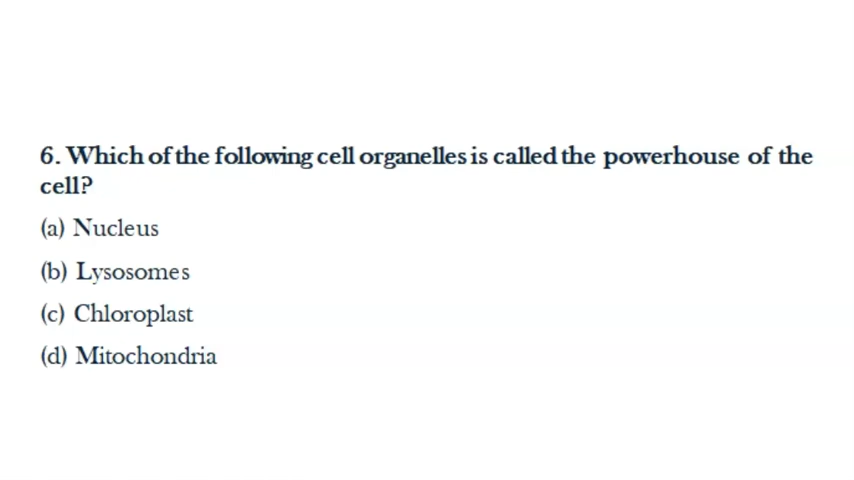 6. Which of the following cell organelles is called the powerhouse of the
cell?
(a) Nucleus
(b) Lysosomes
(c) Chloroplast
(d) Mitochondria